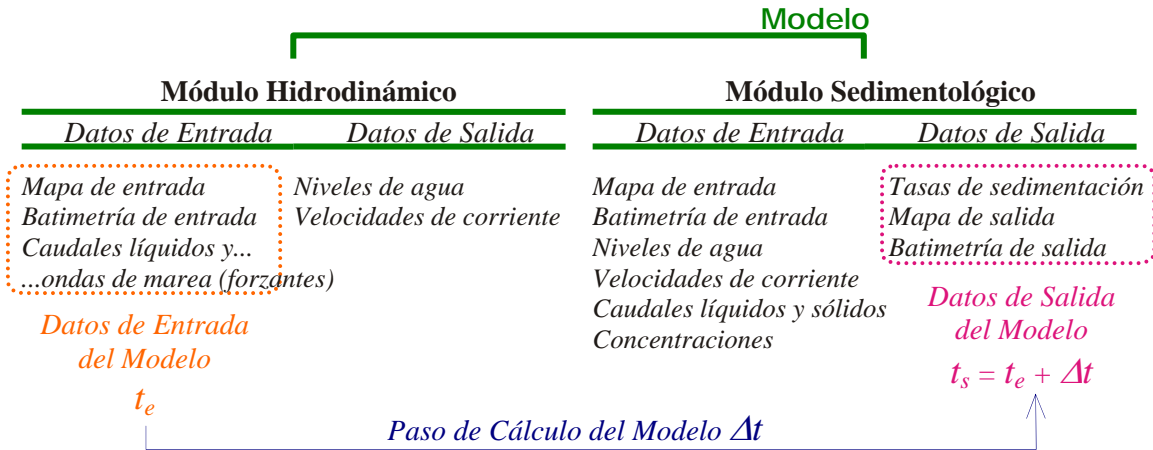 Modelo
Módulo Hidrodinámico
Datos de Entrada
Datos de Salida
Mapa de entrada
Batimetría de entrada
Caudales líquidos y...
...ondas de marea (forzantes)
Niveles de agua
Velocidades de corriente
Datos de Entrada
del Modelo
te
Módulo Sedimentológico
Datos de Entrada
Datos de Salida
Mapa de entrada
Batimetría de entrada
Niveles de agua
Velocidades de corriente
Caudales líquidos y sólidos
Concentraciones
Tasas de sedimentación
Mapa de salida
Batimetría de salida
Datos de Salida
del Modelo
ts = te + Δt
Paso de Cálculo del Modelo Δt